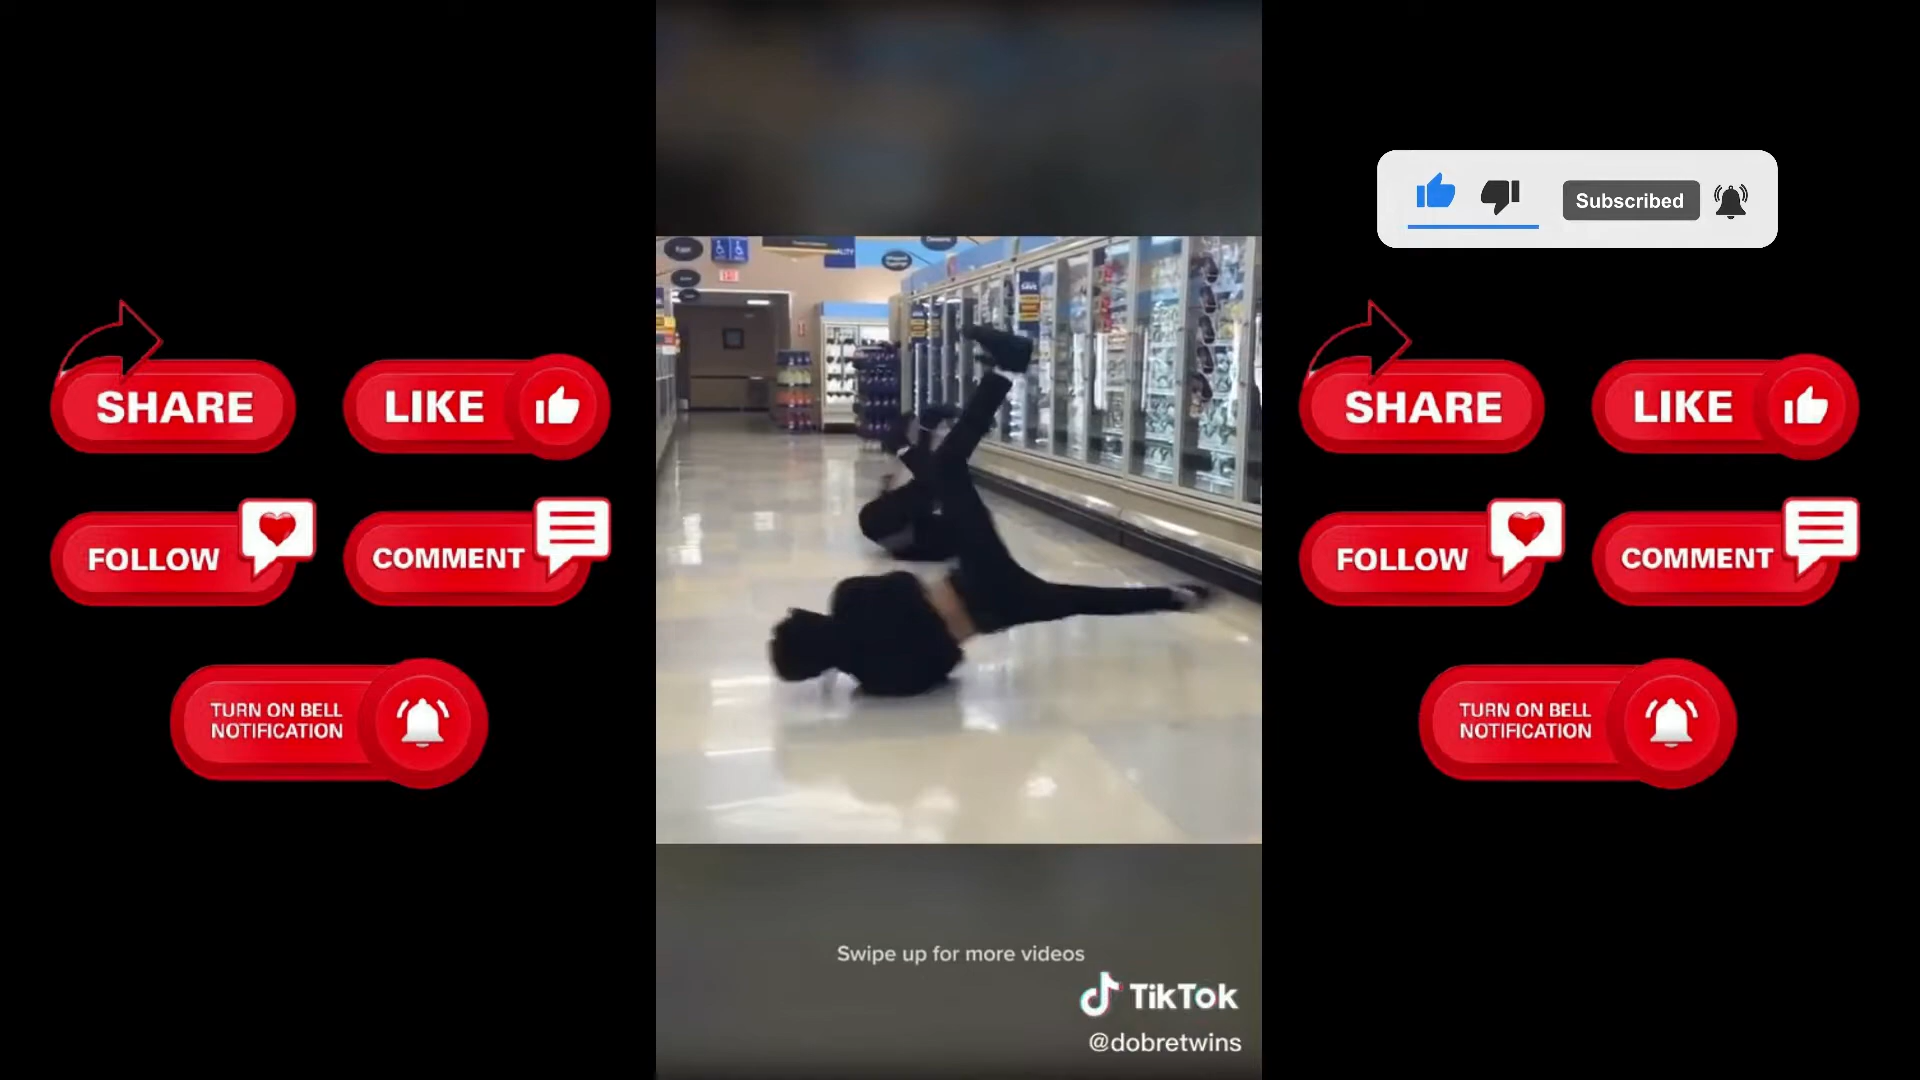 SHARE
LIKE
FOLLOW
COMMENT
TURN ON BELL
NOTIFICATION
SAVE
Swipe up for more videos
TikTok
@dobretwins
Subscribed
SHARE
LIKE
FOLLOW
COMMENT
TURN ON BELL
NOTIFICATION